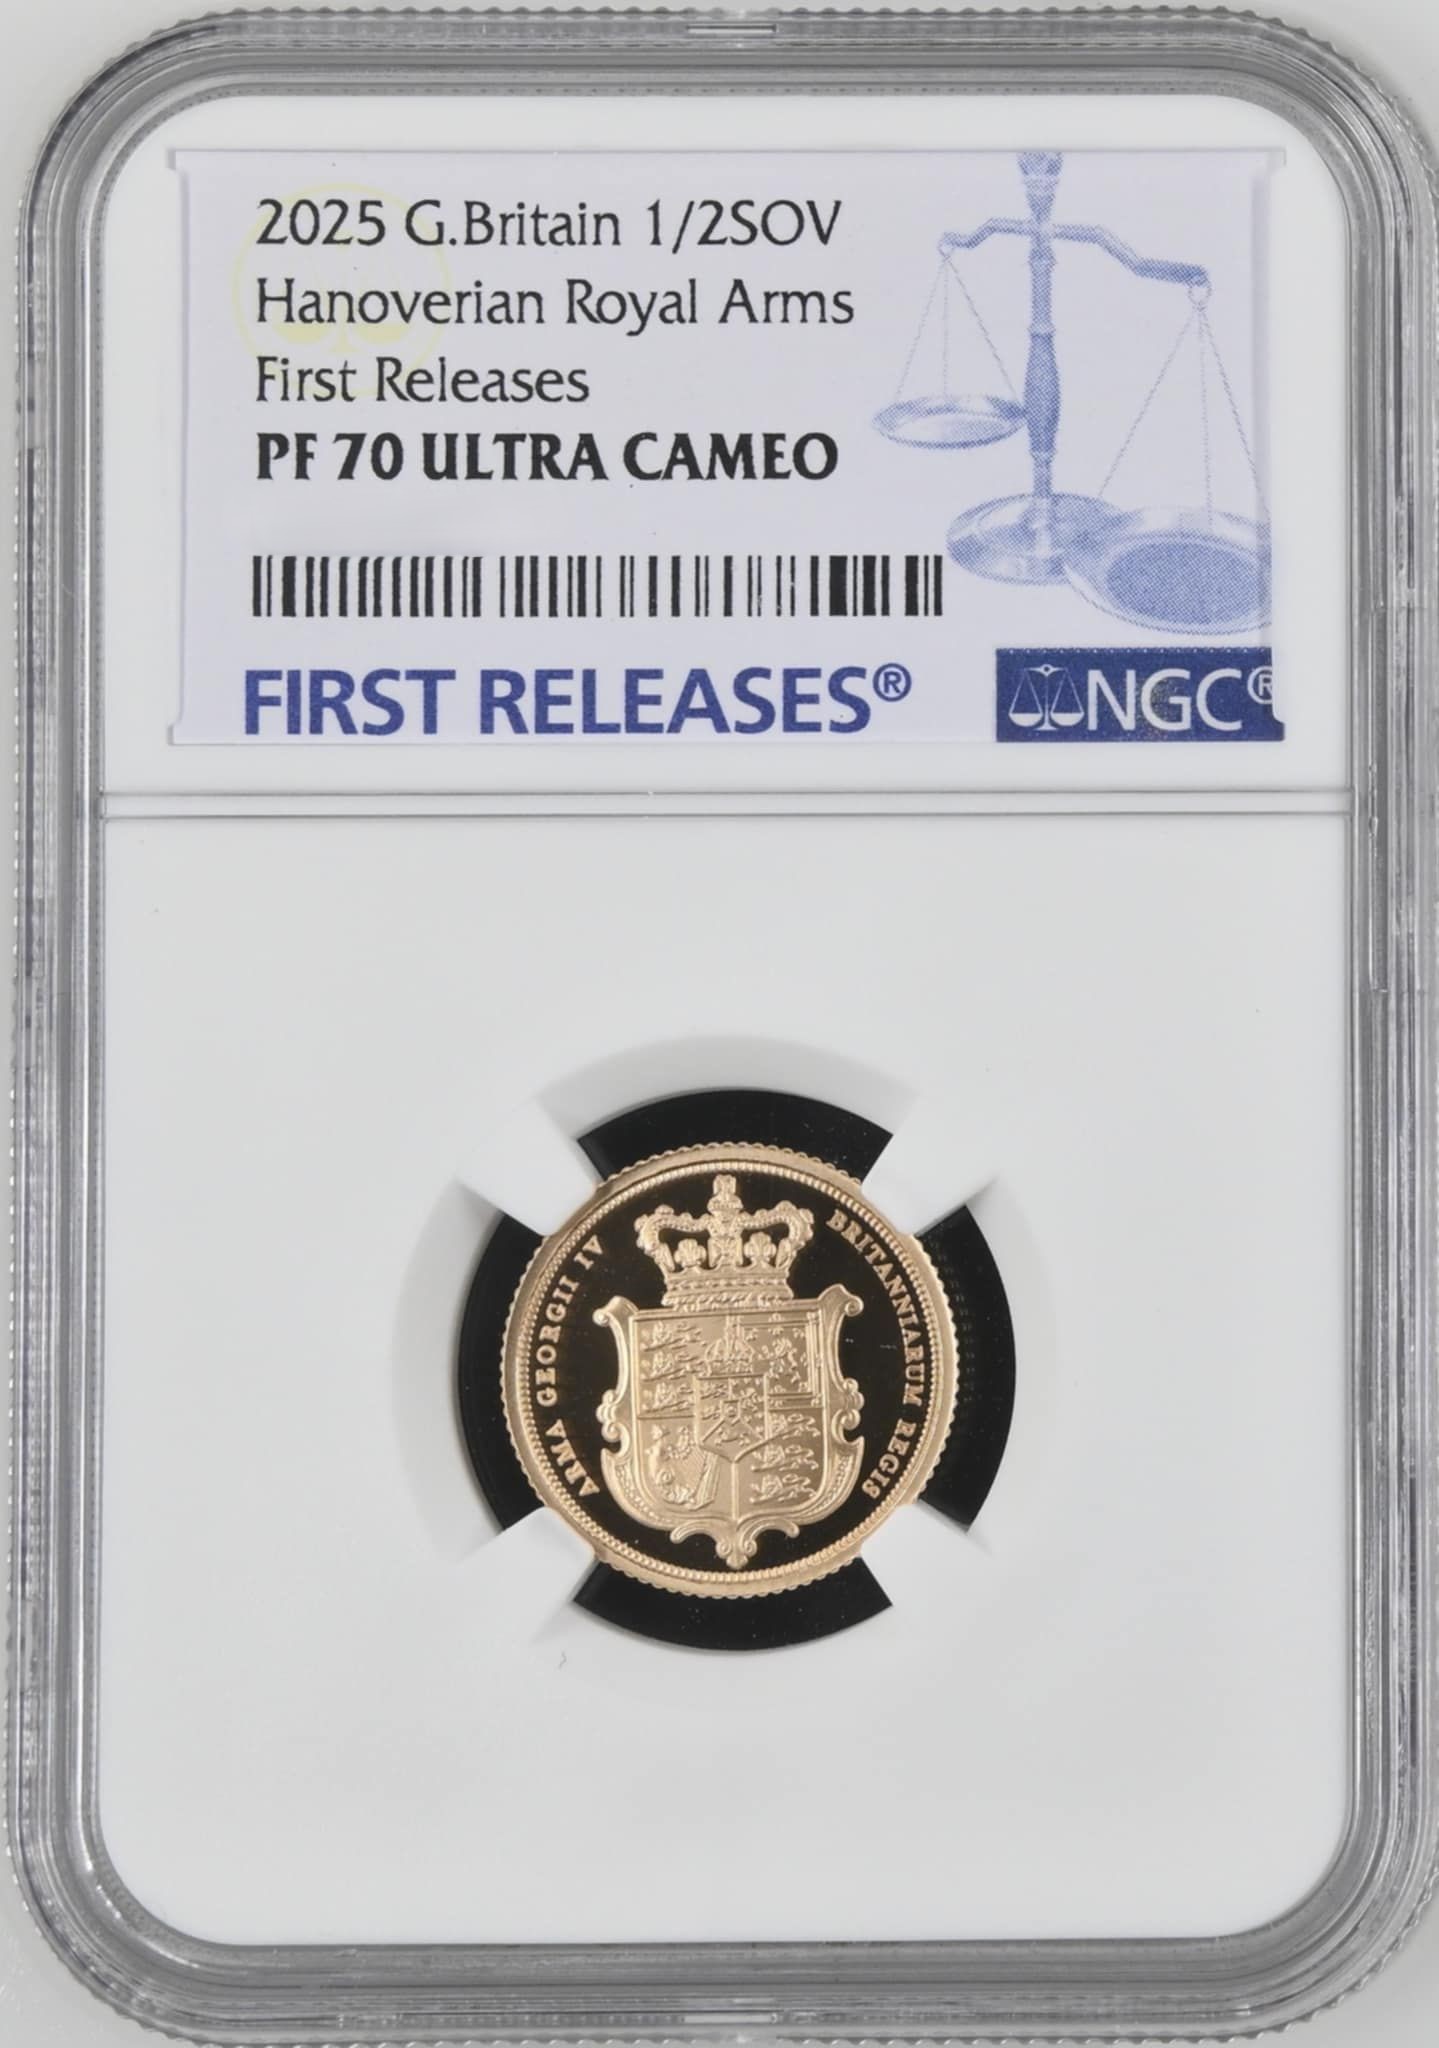 2025 G.Britain 1/2SOV
Hanoverian Royal Arms
First Releases
PF 70 ULTRA CAMEO
FIRST RELEASES®
NGC®
ARMA GEORGII IV
BRITANNIARUM REGIS